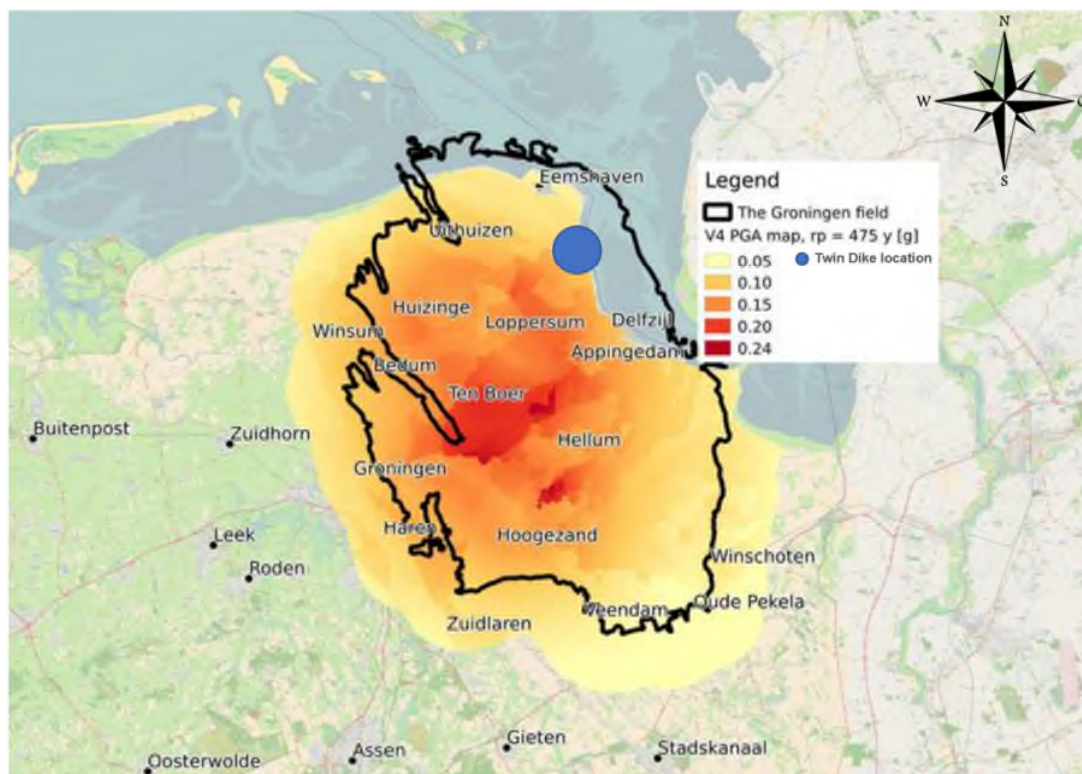 N
W
S
Eemshaven
Legend
The Groningen field
V4 PGA map, rp = 475 y [g]
0.05
Twin Dike location
0.10
0.15
0.20
0.24
Uithuizen
Huizinge
Loppersum
Delfzijl
Winsum
Appingedam
Bedum
Ten Boer
Buitenpost
Zuidhorn
Hellum
Groningen
Haren
Hoogezand
Leek
Winschoten
Roden
Veendam
Oude Pekela
Zuidlaren
Gieten
Stadskanaal
Assen
Oosterwolde